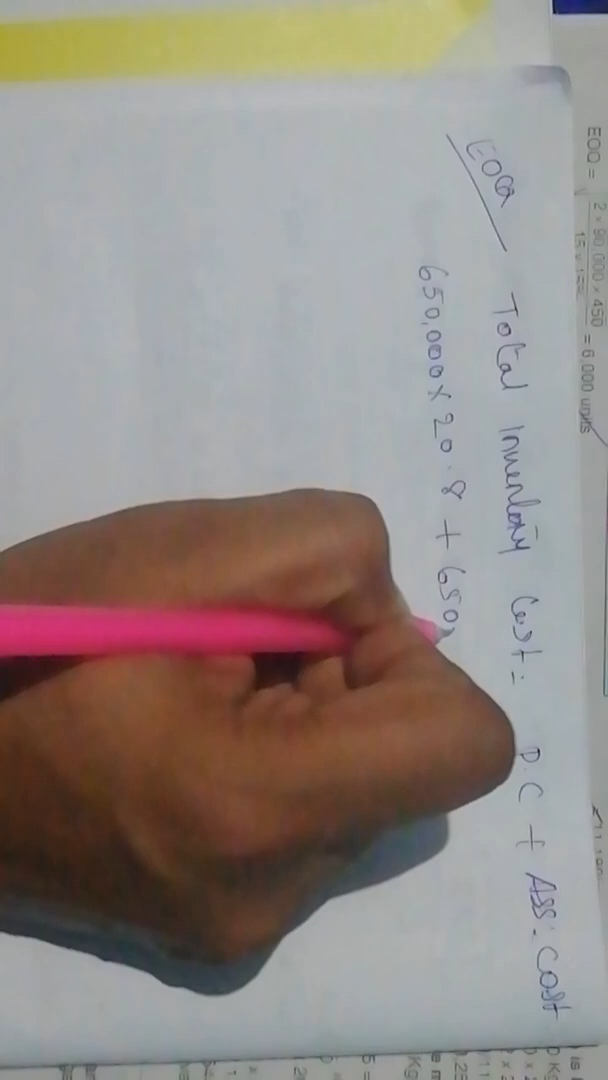 EOQ = √ 2 × 90,000 × 450 = 6,000 units
15 × 15%
EOQ
Total Inventory Cost = P.C + Ass: Cost
650,000 × 20.8 + 650,